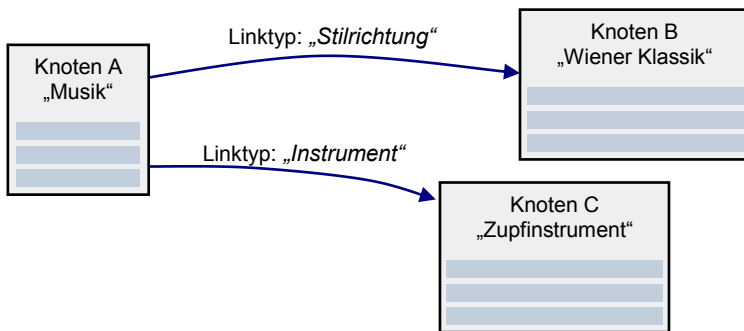 Linktyp: „Stilrichtung“
Knoten A
„Musik“
Knoten B
„Wiener Klassik“
Linktyp: „Instrument“
Knoten C
„Zupfinstrument“